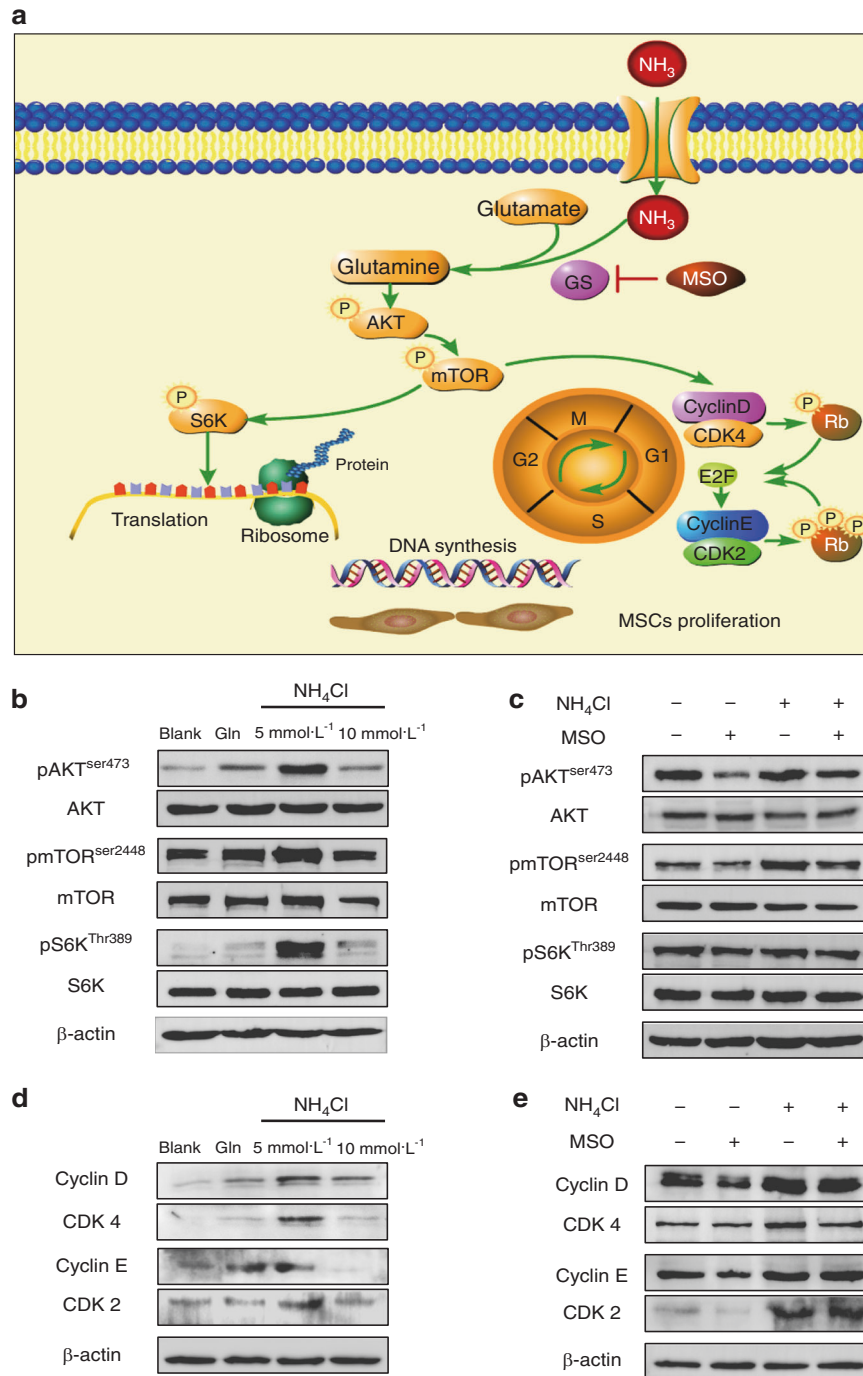 a
NH3
NH3
Glutamate
Glutamine
GS
MSO
P
AKT
P
mTOR
P
S6K
CyclinD
CDK4
P
Rb
M
G2
G1
S
E2F
CyclinE
CDK2
P P P
Rb
Protein
Translation
Ribosome
DNA synthesis
MSCs proliferation
b
NH4Cl
Blank Gln 5 mmol·L-1 10 mmol·L-1
pAKTser473
AKT
pmTORser2448
mTOR
pS6KThr389
S6K
β-actin
c
NH4Cl – – + +
MSO – + – +
pAKTser473
AKT
pmTORser2448
mTOR
pS6KThr389
S6K
β-actin
d
NH4Cl
Blank Gln 5 mmol·L-1 10 mmol·L-1
Cyclin D
CDK 4
Cyclin E
CDK 2
β-actin
e
NH4Cl – – + +
MSO – + – +
Cyclin D
CDK 4
Cyclin E
CDK 2
β-actin